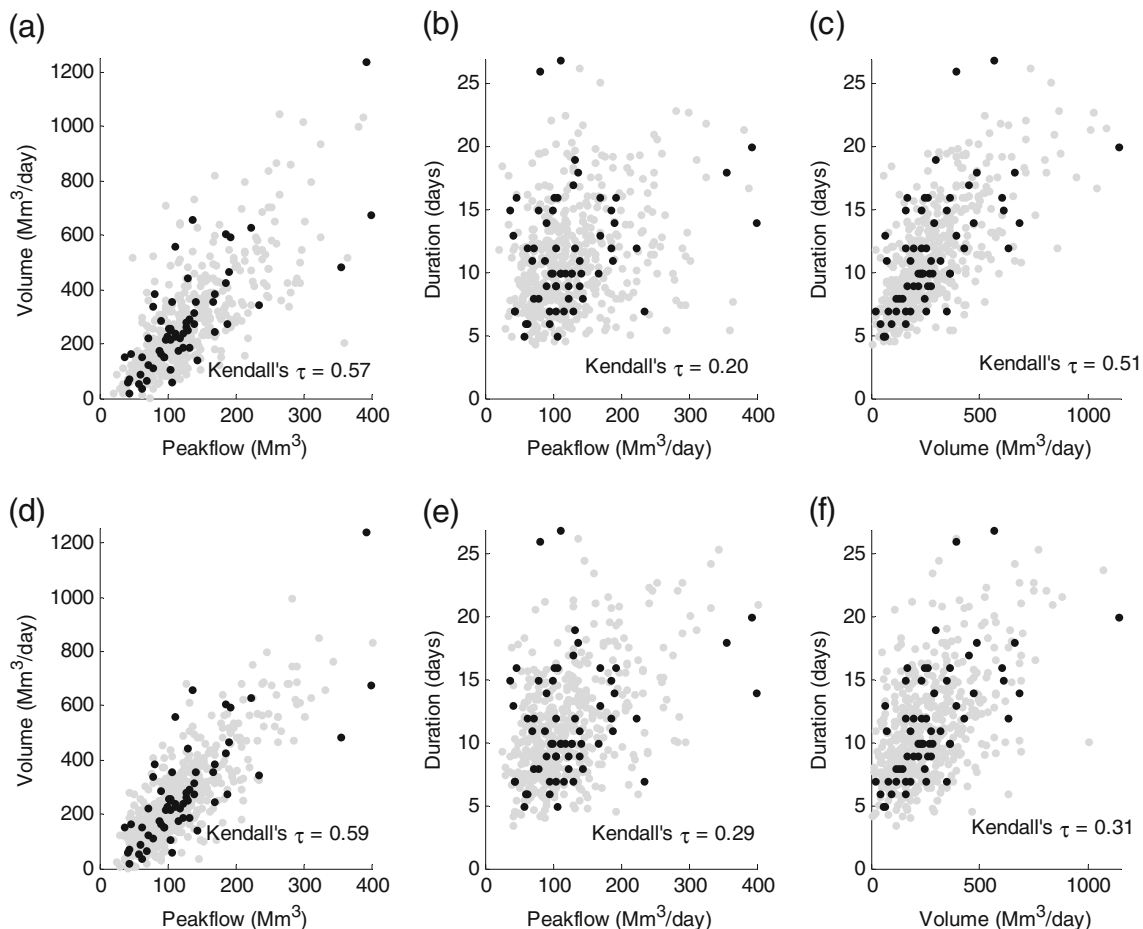 (a)
1200
1000
800
600
400
200
0
Volume (Mm³/day)
Kendall's τ = 0.57
0 100 200 300 400
Peakflow (Mm³)
(b)
25
20
15
10
5
0
Duration (days)
Kendall's τ = 0.20
0 100 200 300 400
Peakflow (Mm³/day)
(c)
25
20
15
10
5
0
Duration (days)
Kendall's τ = 0.51
0 500 1000
Volume (Mm³/day)
(d)
1200
1000
800
600
400
200
0
Volume (Mm³/day)
Kendall's τ = 0.59
0 100 200 300 400
Peakflow (Mm³)
(e)
25
20
15
10
5
0
Duration (days)
Kendall's τ = 0.29
0 100 200 300 400
Peakflow (Mm³/day)
(f)
25
20
15
10
5
0
Duration (days)
Kendall's τ = 0.31
0 500 1000
Volume (Mm³/day)